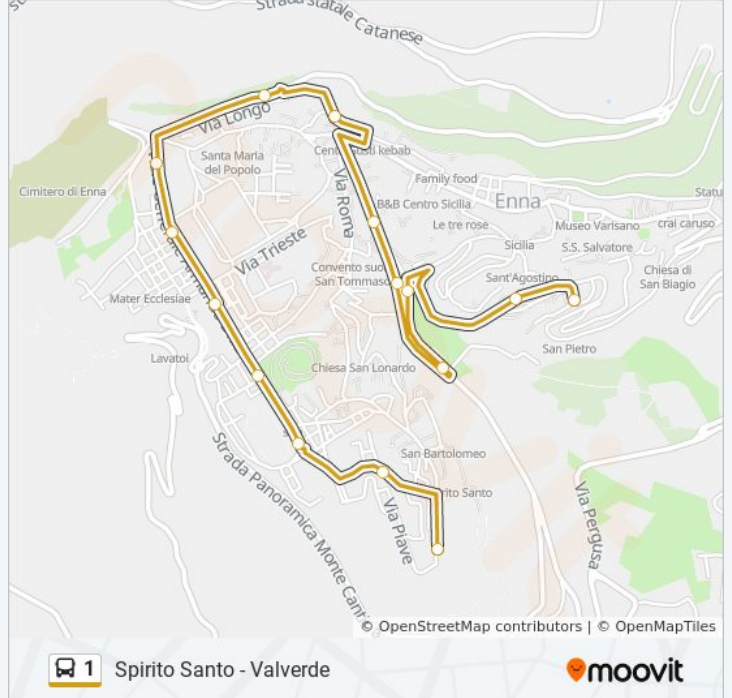 Strada statale Catanese
Via Longo
Santa Maria
del Popolo
kebab
Family food
Cimitero di Enna
Via Roma
B&B Centro Sicilia
Enna
Statu
Le tre rose
Museo Varisano
crai caruso
Sicilia
S.S. Salvatore
Via Trieste
Convento suo
San Tommaso
Sant'Agostino
Chiesa di
San Biagio
Mater Ecclesiae
San Pietro
Lavatoi
Chiesa San Lonardo
San Bartolomeo
rito Santo
Strada Panoramica Monte Canti
Via Piave
Via Pergusa
© OpenStreetMap contributors | © OpenMapTiles
1 Spirito Santo - Valverde
moovit